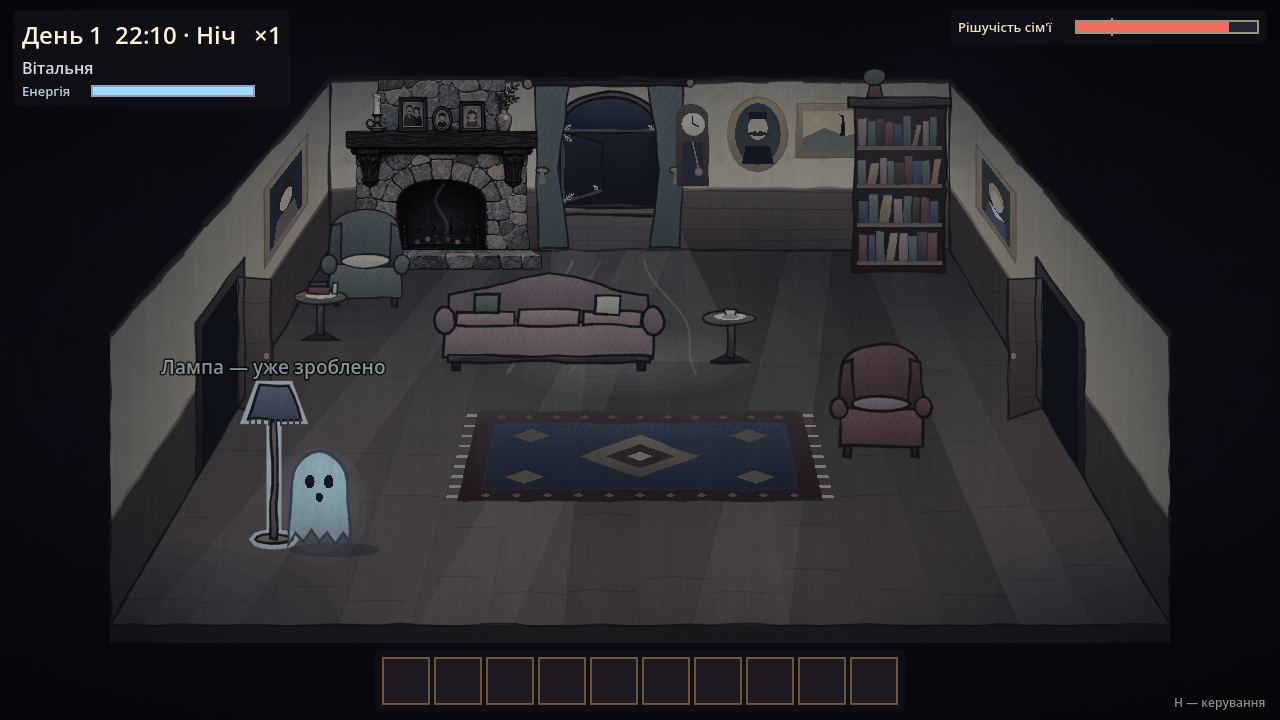 День 1 22:10 · Ніч ×1
Вітальня
Енергія
Рішучість сім'ї
Лампа — уже зроблено
H — керування